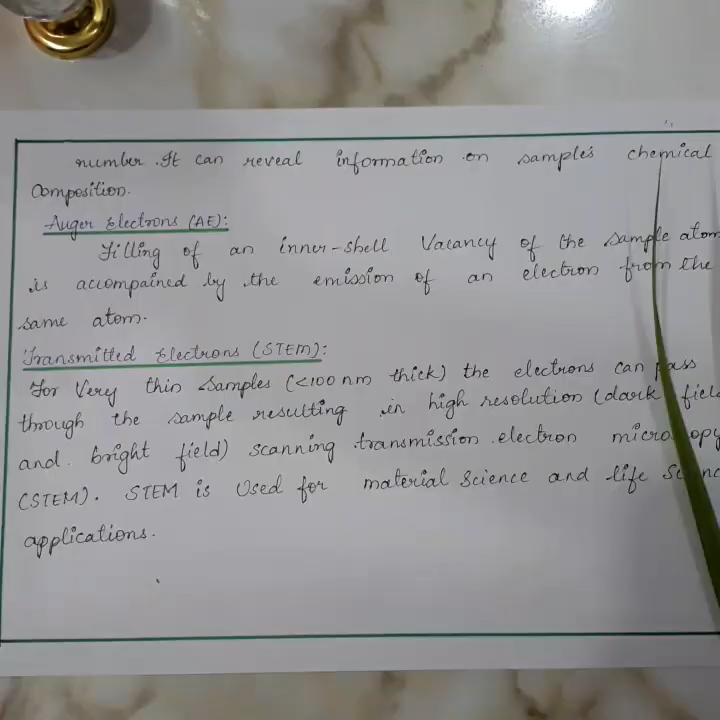 number. It can reveal information on sample's chemical
Composition.
Auger Electrons (AE):
Filling of an inner-shell Vacancy of the sample atom
is accompained by the emission of an electron from the
same atom.
Transmitted Electrons (STEM):
For Very thin samples (<100 nm thick) the electrons can pass
through the sample resulting in high resolution (dark field
and bright field) scanning transmission electron microscopy
(STEM). STEM is Used for material science and life
applications.